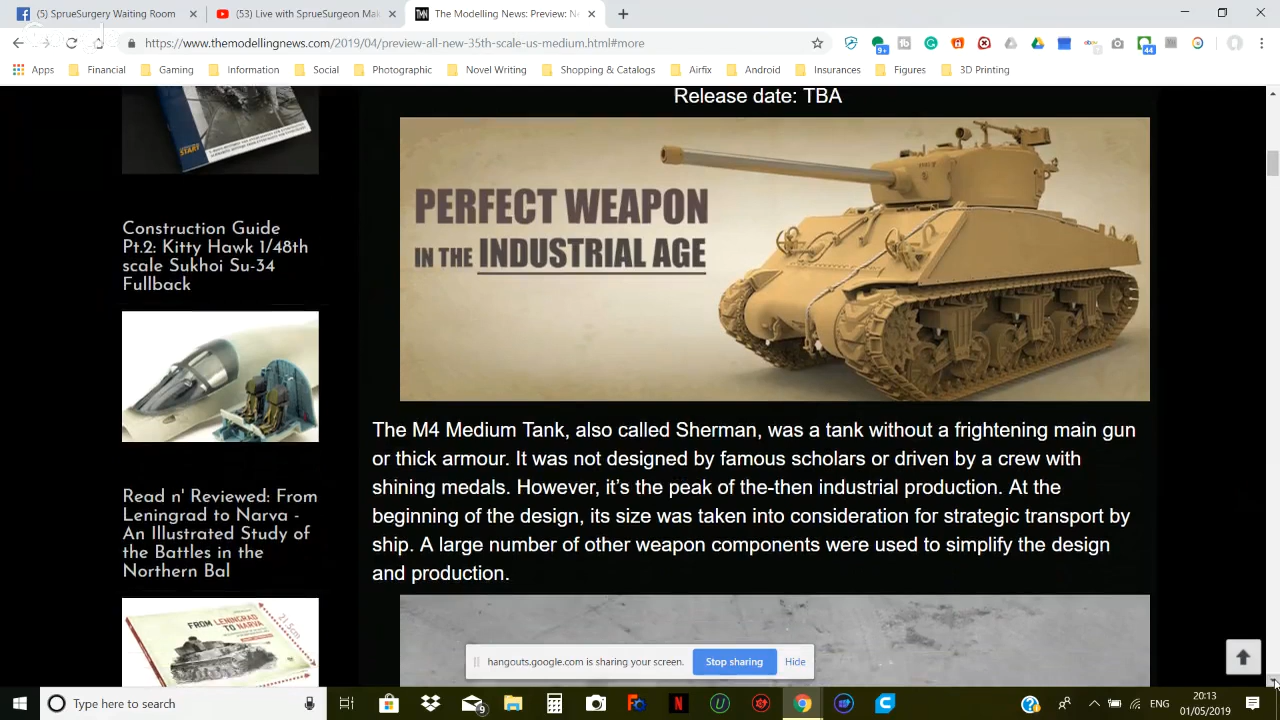 (5) SprueSurgery Waiting Room
(53) Live with SprueSurgeon Mak
The Modelling News: Preview: Ne
https://www.themodellingnews.com/2019/04/preview-all-new-35th-scale-us-medium.html#more
9+
44
Apps
Financial
Gaming
Information
Social
Photographic
Novel Writing
Shopping & Catalogs
Airfix
Android
Insurances
Figures
3D Printing
START
Construction Guide
Pt.2: Kitty Hawk 1/48th
scale Sukhoi Su-34
Fullback
Read n' Reviewed: From
Leningrad to Narva -
An Illustrated Study of
the Battles in the
Northern Bal
FROM LENINGRAD
TO NARVA
21.5cm
Release date: TBA
PERFECT WEAPON
IN THE INDUSTRIAL AGE
The M4 Medium Tank, also called Sherman, was a tank without a frightening main gun
or thick armour. It was not designed by famous scholars or driven by a crew with
shining medals. However, it’s the peak of the-then industrial production. At the
beginning of the design, its size was taken into consideration for strategic transport by
ship. A large number of other weapon components were used to simplify the design
and production.
hangouts.google.com is sharing your screen.
Stop sharing
Hide
Type here to search
9
ENG
20:13
01/05/2019